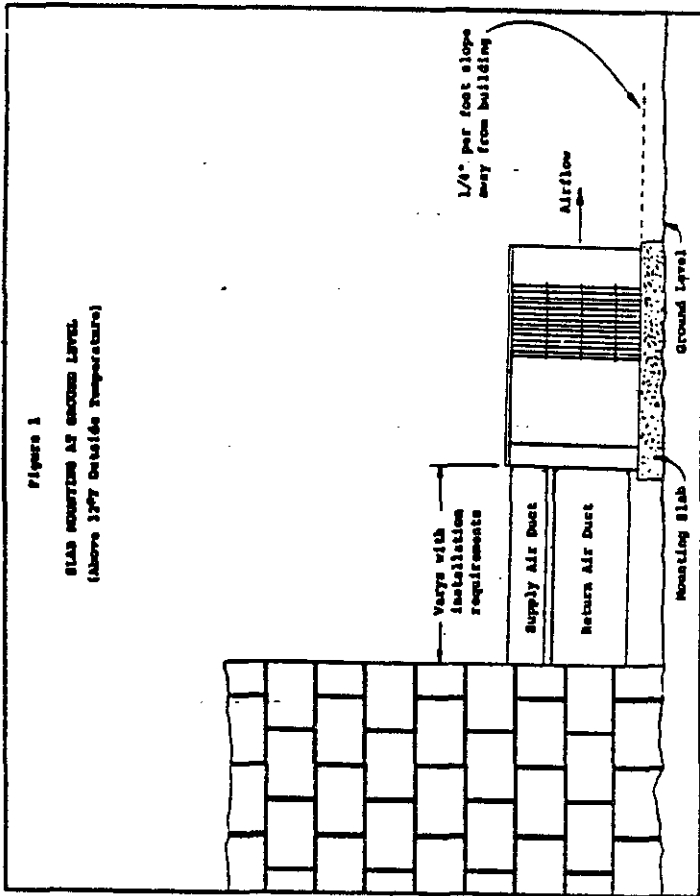 Figure 1
SLAB MOUNTING AT GROUND LEVEL
(Above 32°F Outside Temperature)
Varys with
installation
requirements
Supply Air Duct
Return Air Duct
1/4" per foot slope
away from building
Airflow
Mounting Slab
Ground Level